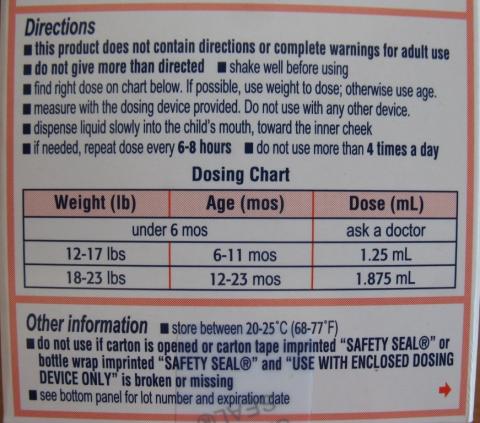 Directions
■ this product does not contain directions or complete warnings for adult use
■ do not give more than directed ■ shake well before using
■ find right dose on chart below. If possible, use weight to dose; otherwise use age.
■ measure with the dosing device provided. Do not use with any other device.
■ dispense liquid slowly into the child's mouth, toward the inner cheek
■ if needed, repeat dose every 6-8 hours ■ do not use more than 4 times a day
Dosing Chart
Weight (lb) Age (mos) Dose (mL)
under 6 mos ask a doctor
12-17 lbs 6-11 mos 1.25 mL
18-23 lbs 12-23 mos 1.875 mL
Other information ■ store between 20-25˚C (68-77˚F)
■ do not use if carton is opened or carton tape imprinted “SAFETY SEAL®” or
bottle wrap imprinted “SAFETY SEAL®” and “USE WITH ENCLOSED DOSING
DEVICE ONLY” is broken or missing
■ see bottom panel for lot number and expiration date
SEAL®